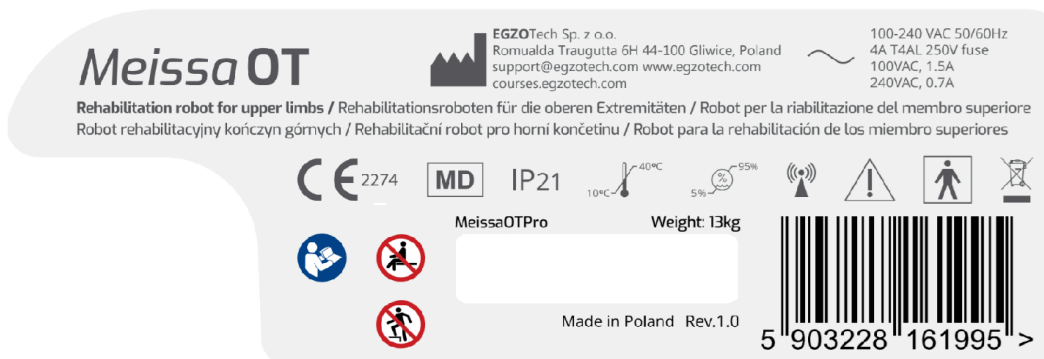 Meissa OT
EGZOTech Sp. z o.o.
Romualda Traugutta 6H 44-100 Gliwice, Poland
support@egzotech.com www.egzotech.com
courses.egzotech.com
100-240 VAC 50/60Hz
4A T4AL 250V fuse
100VAC, 1.5A
240VAC, 0.7A
Rehabilitation robot for upper limbs / Rehabilitationsroboten für die oberen Extremitäten / Robot per la riabilitazione del membro superiore
Robot rehabilitacyjny kończyn górnych / Rehabilitační robot pro horní končetinu / Robot para la rehabilitación de los miembro superiores
CE 2274 MD IP21 10°C 40°C 5% % 95%
MeissaOTPro Weight: 13kg
Made in Poland Rev.1.0
5 903228 161995 >